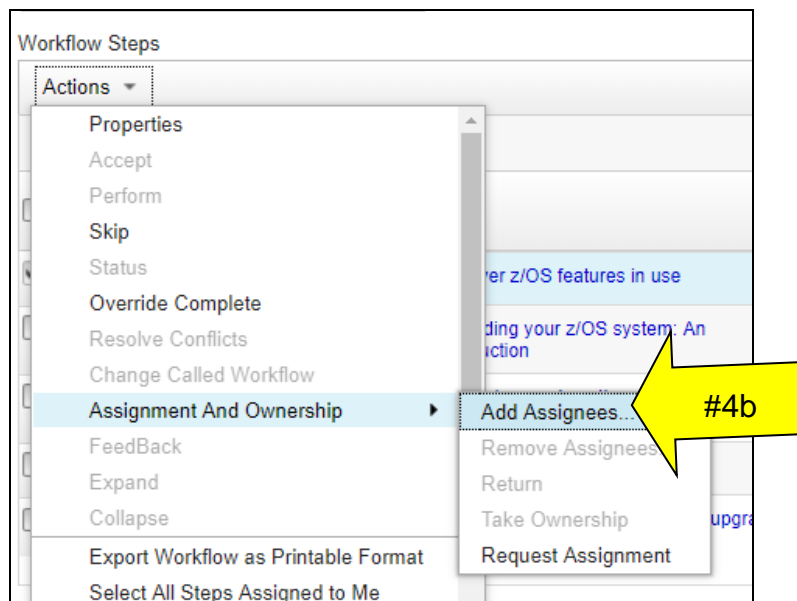 Workflow Steps
Actions
Properties
Accept
Perform
Skip
Status
Override Complete
Resolve Conflicts
Change Called Workflow
Assignment And Ownership
FeedBack
Expand
Collapse
Export Workflow as Printable Format
Select All Steps Assigned to Me
ver z/OS features in use
ding your z/OS system: An
uction
Add Assignees...
#4b
Remove Assignees
Return
Take Ownership
upgra
Request Assignment